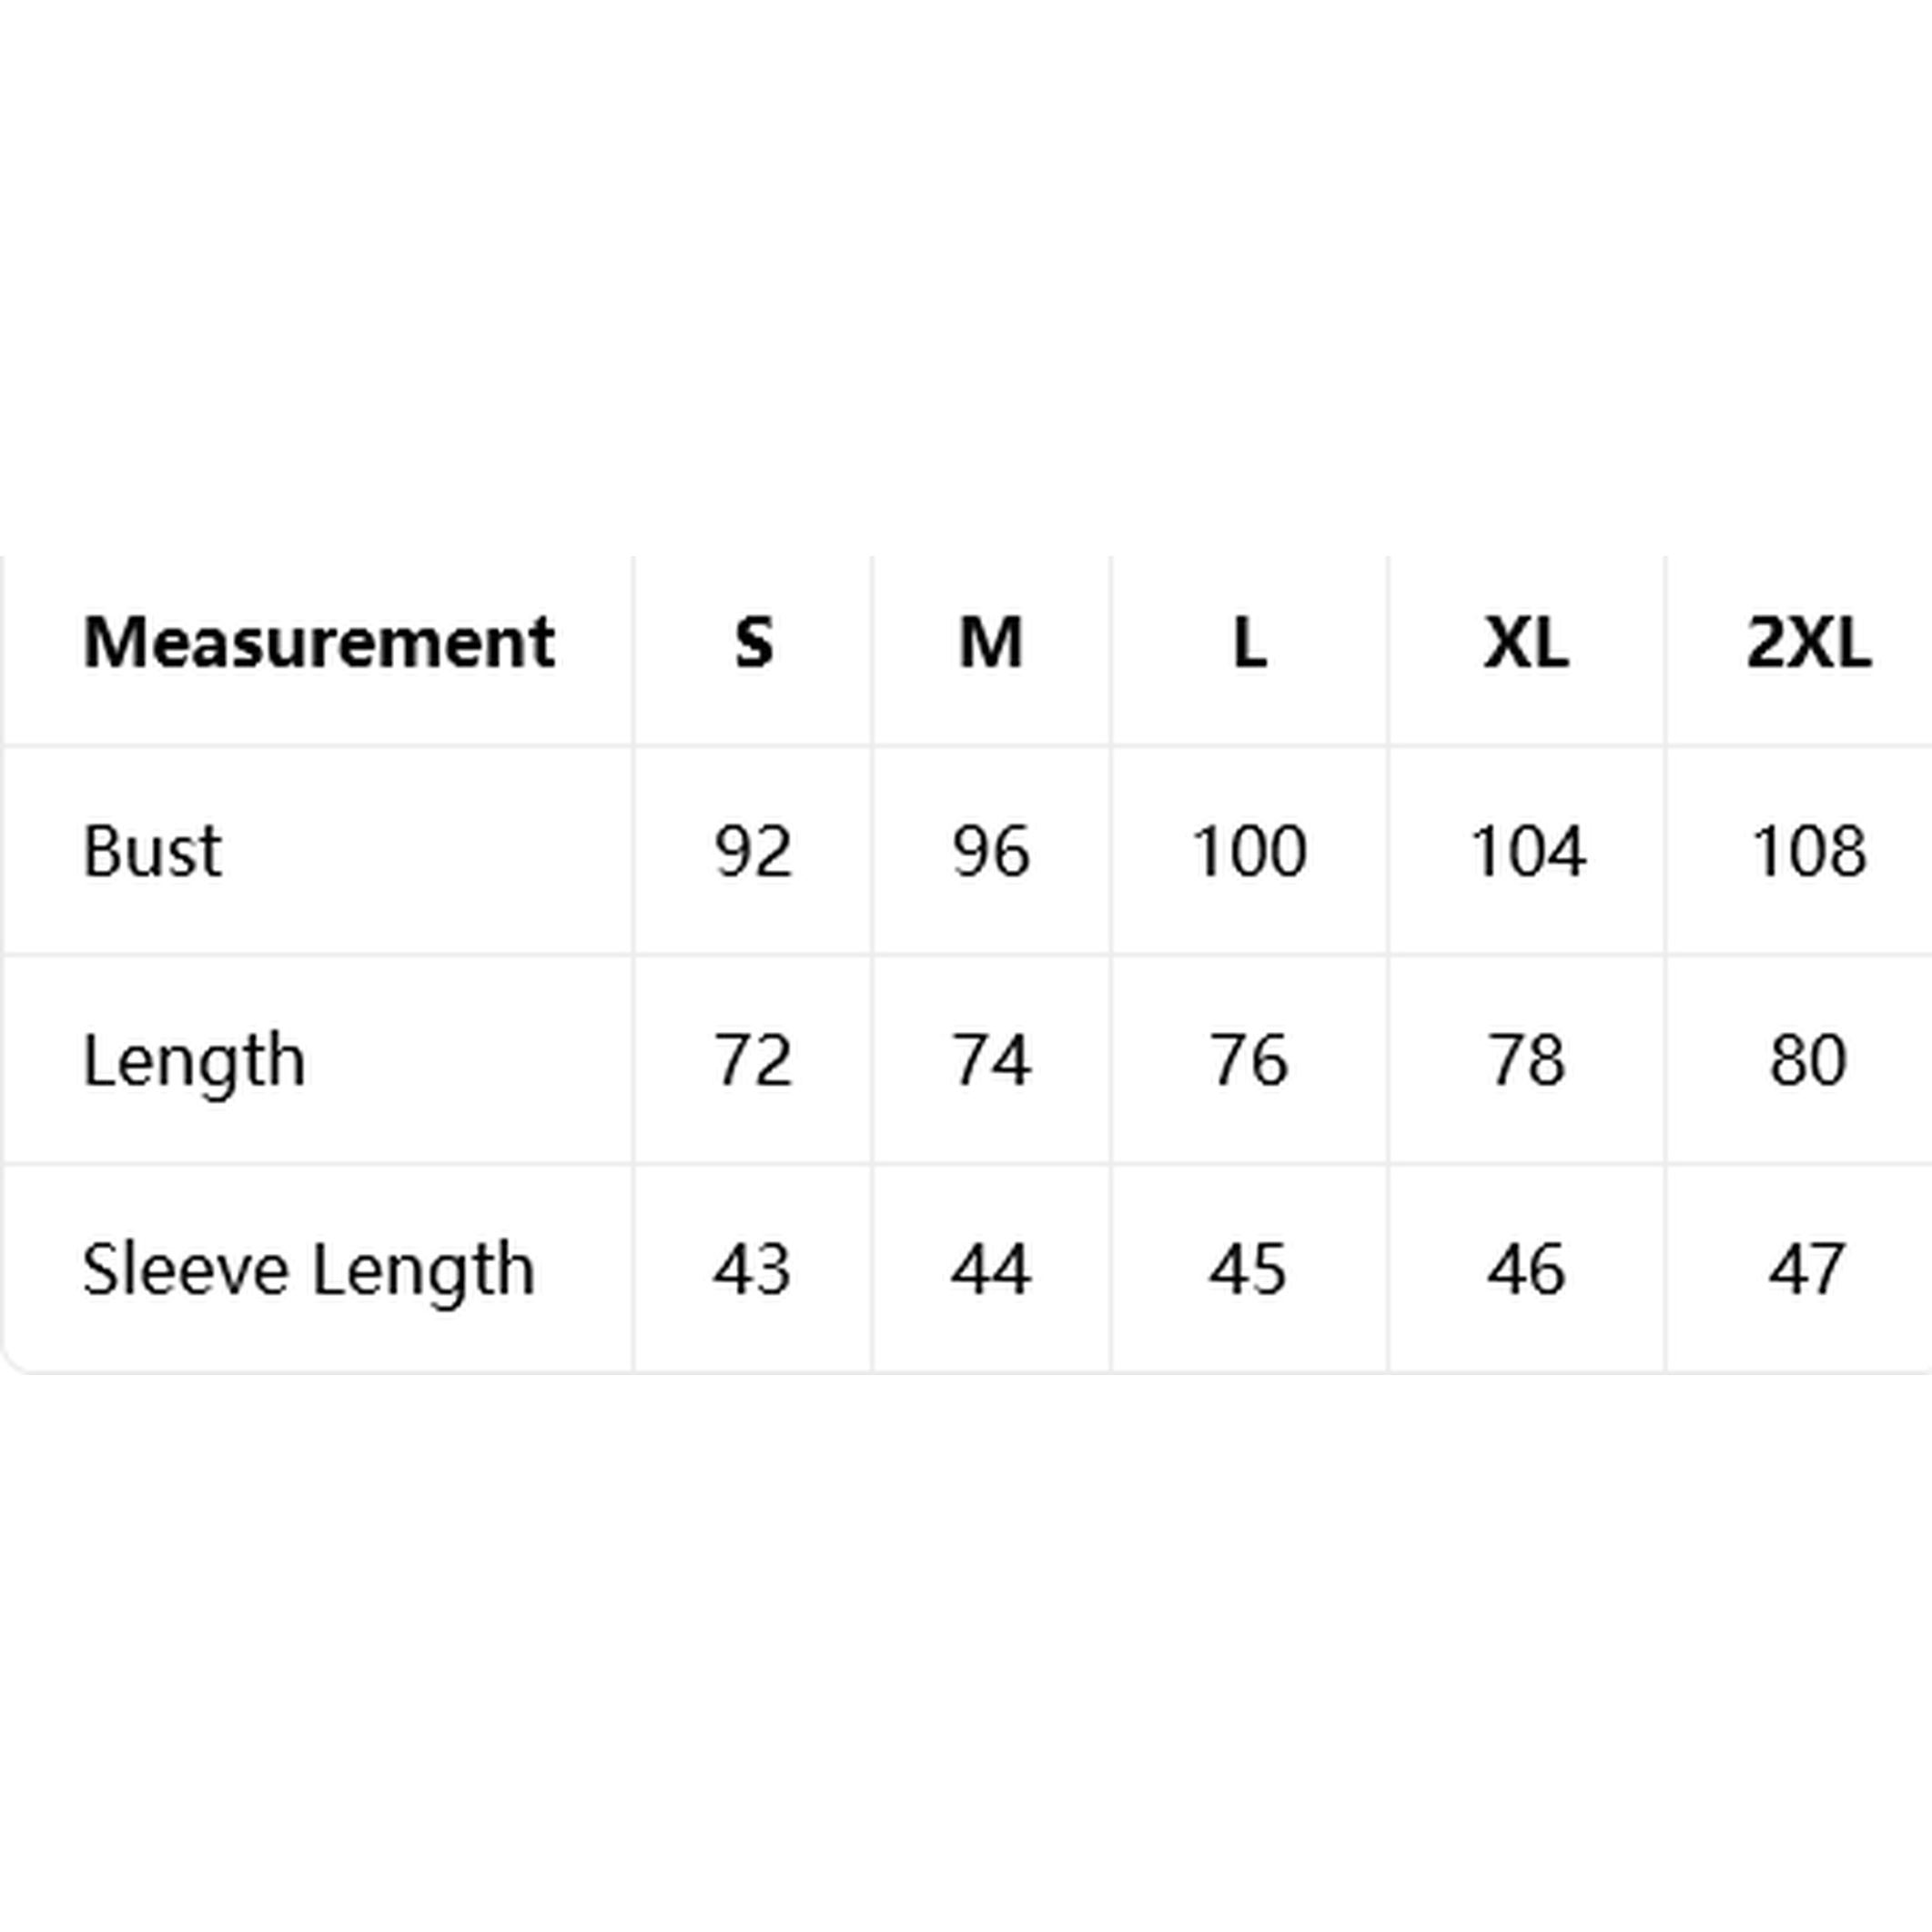 Measurement S M L XL 2XL
Bust 92 96 100 104 108
Length 72 74 76 78 80
Sleeve Length 43 44 45 46 47